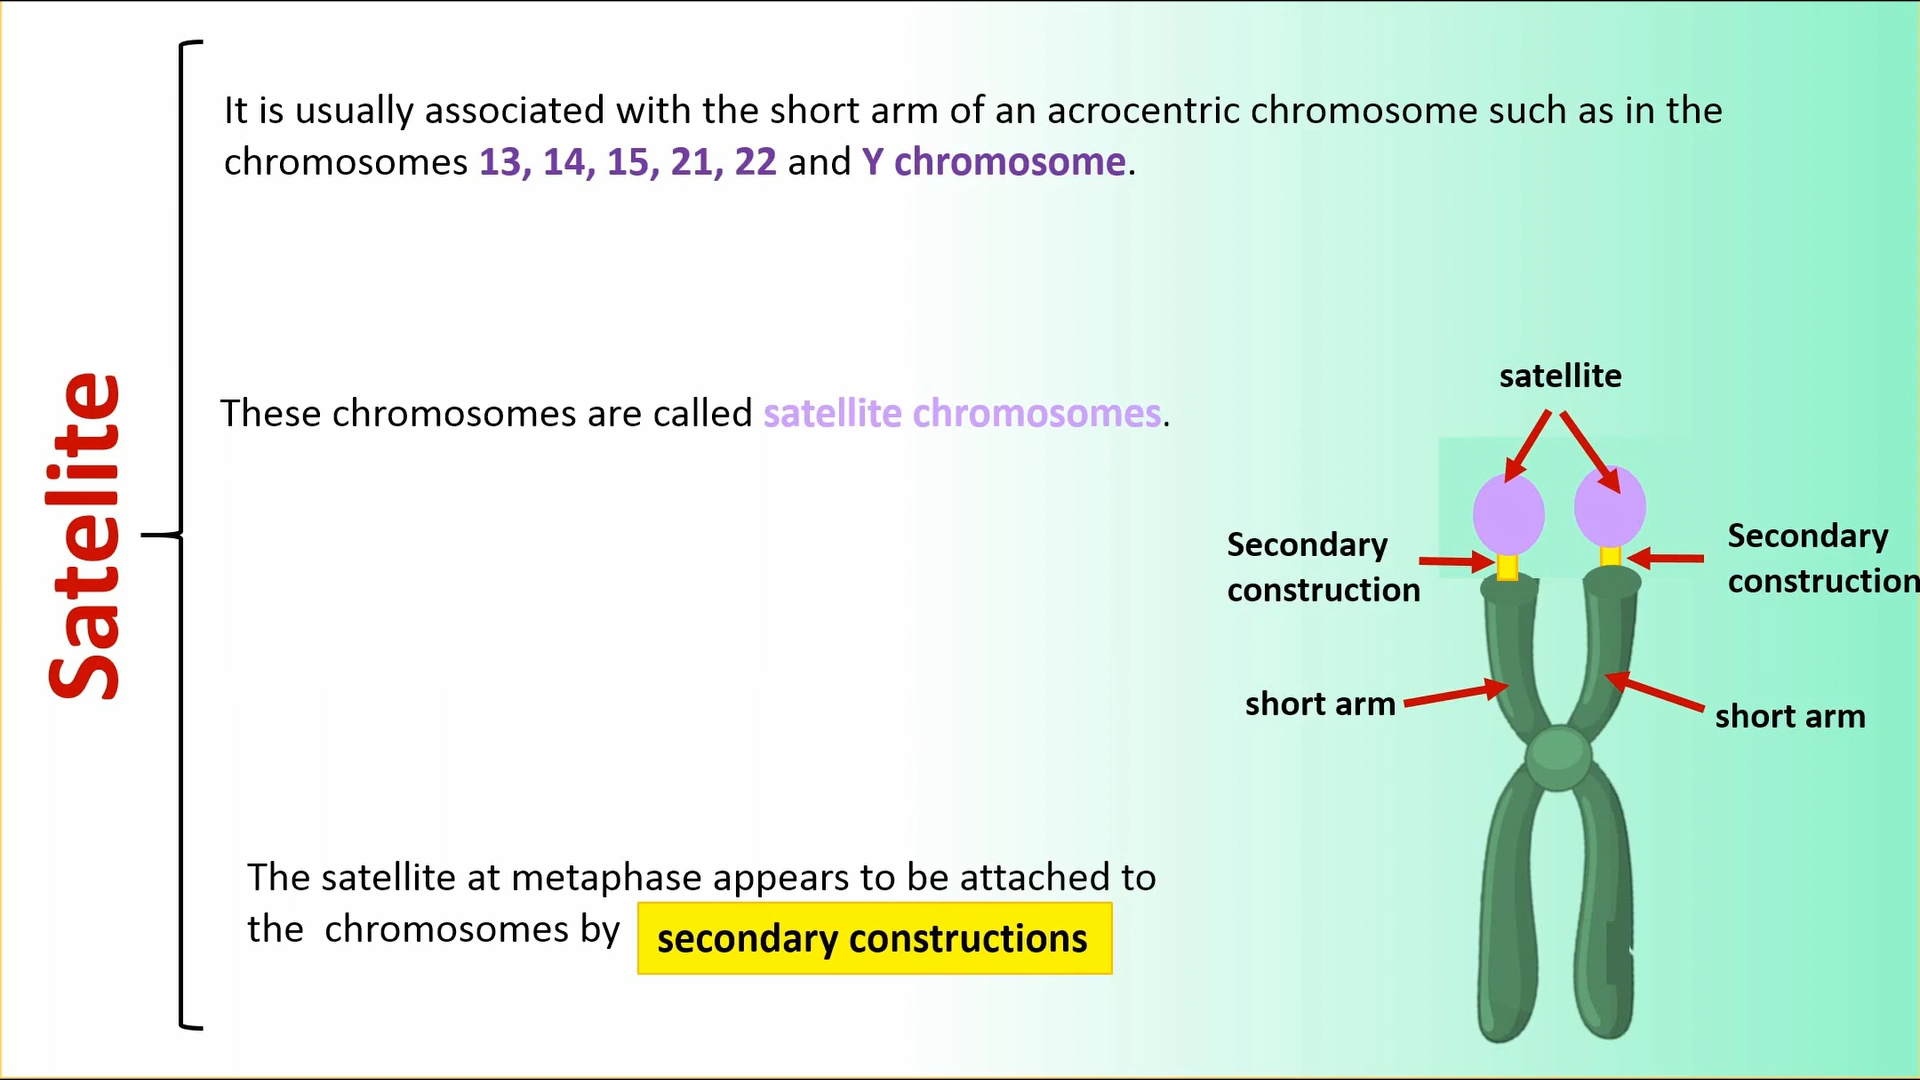 Satellite
It is usually associated with the short arm of an acrocentric chromosome such as in the
chromosomes 13, 14, 15, 21, 22 and Y chromosome.
These chromosomes are called satellite chromosomes.
The satellite at metaphase appears to be attached to
the chromosomes by secondary constructions
satellite
Secondary
construction
Secondary
construction
short arm
short arm